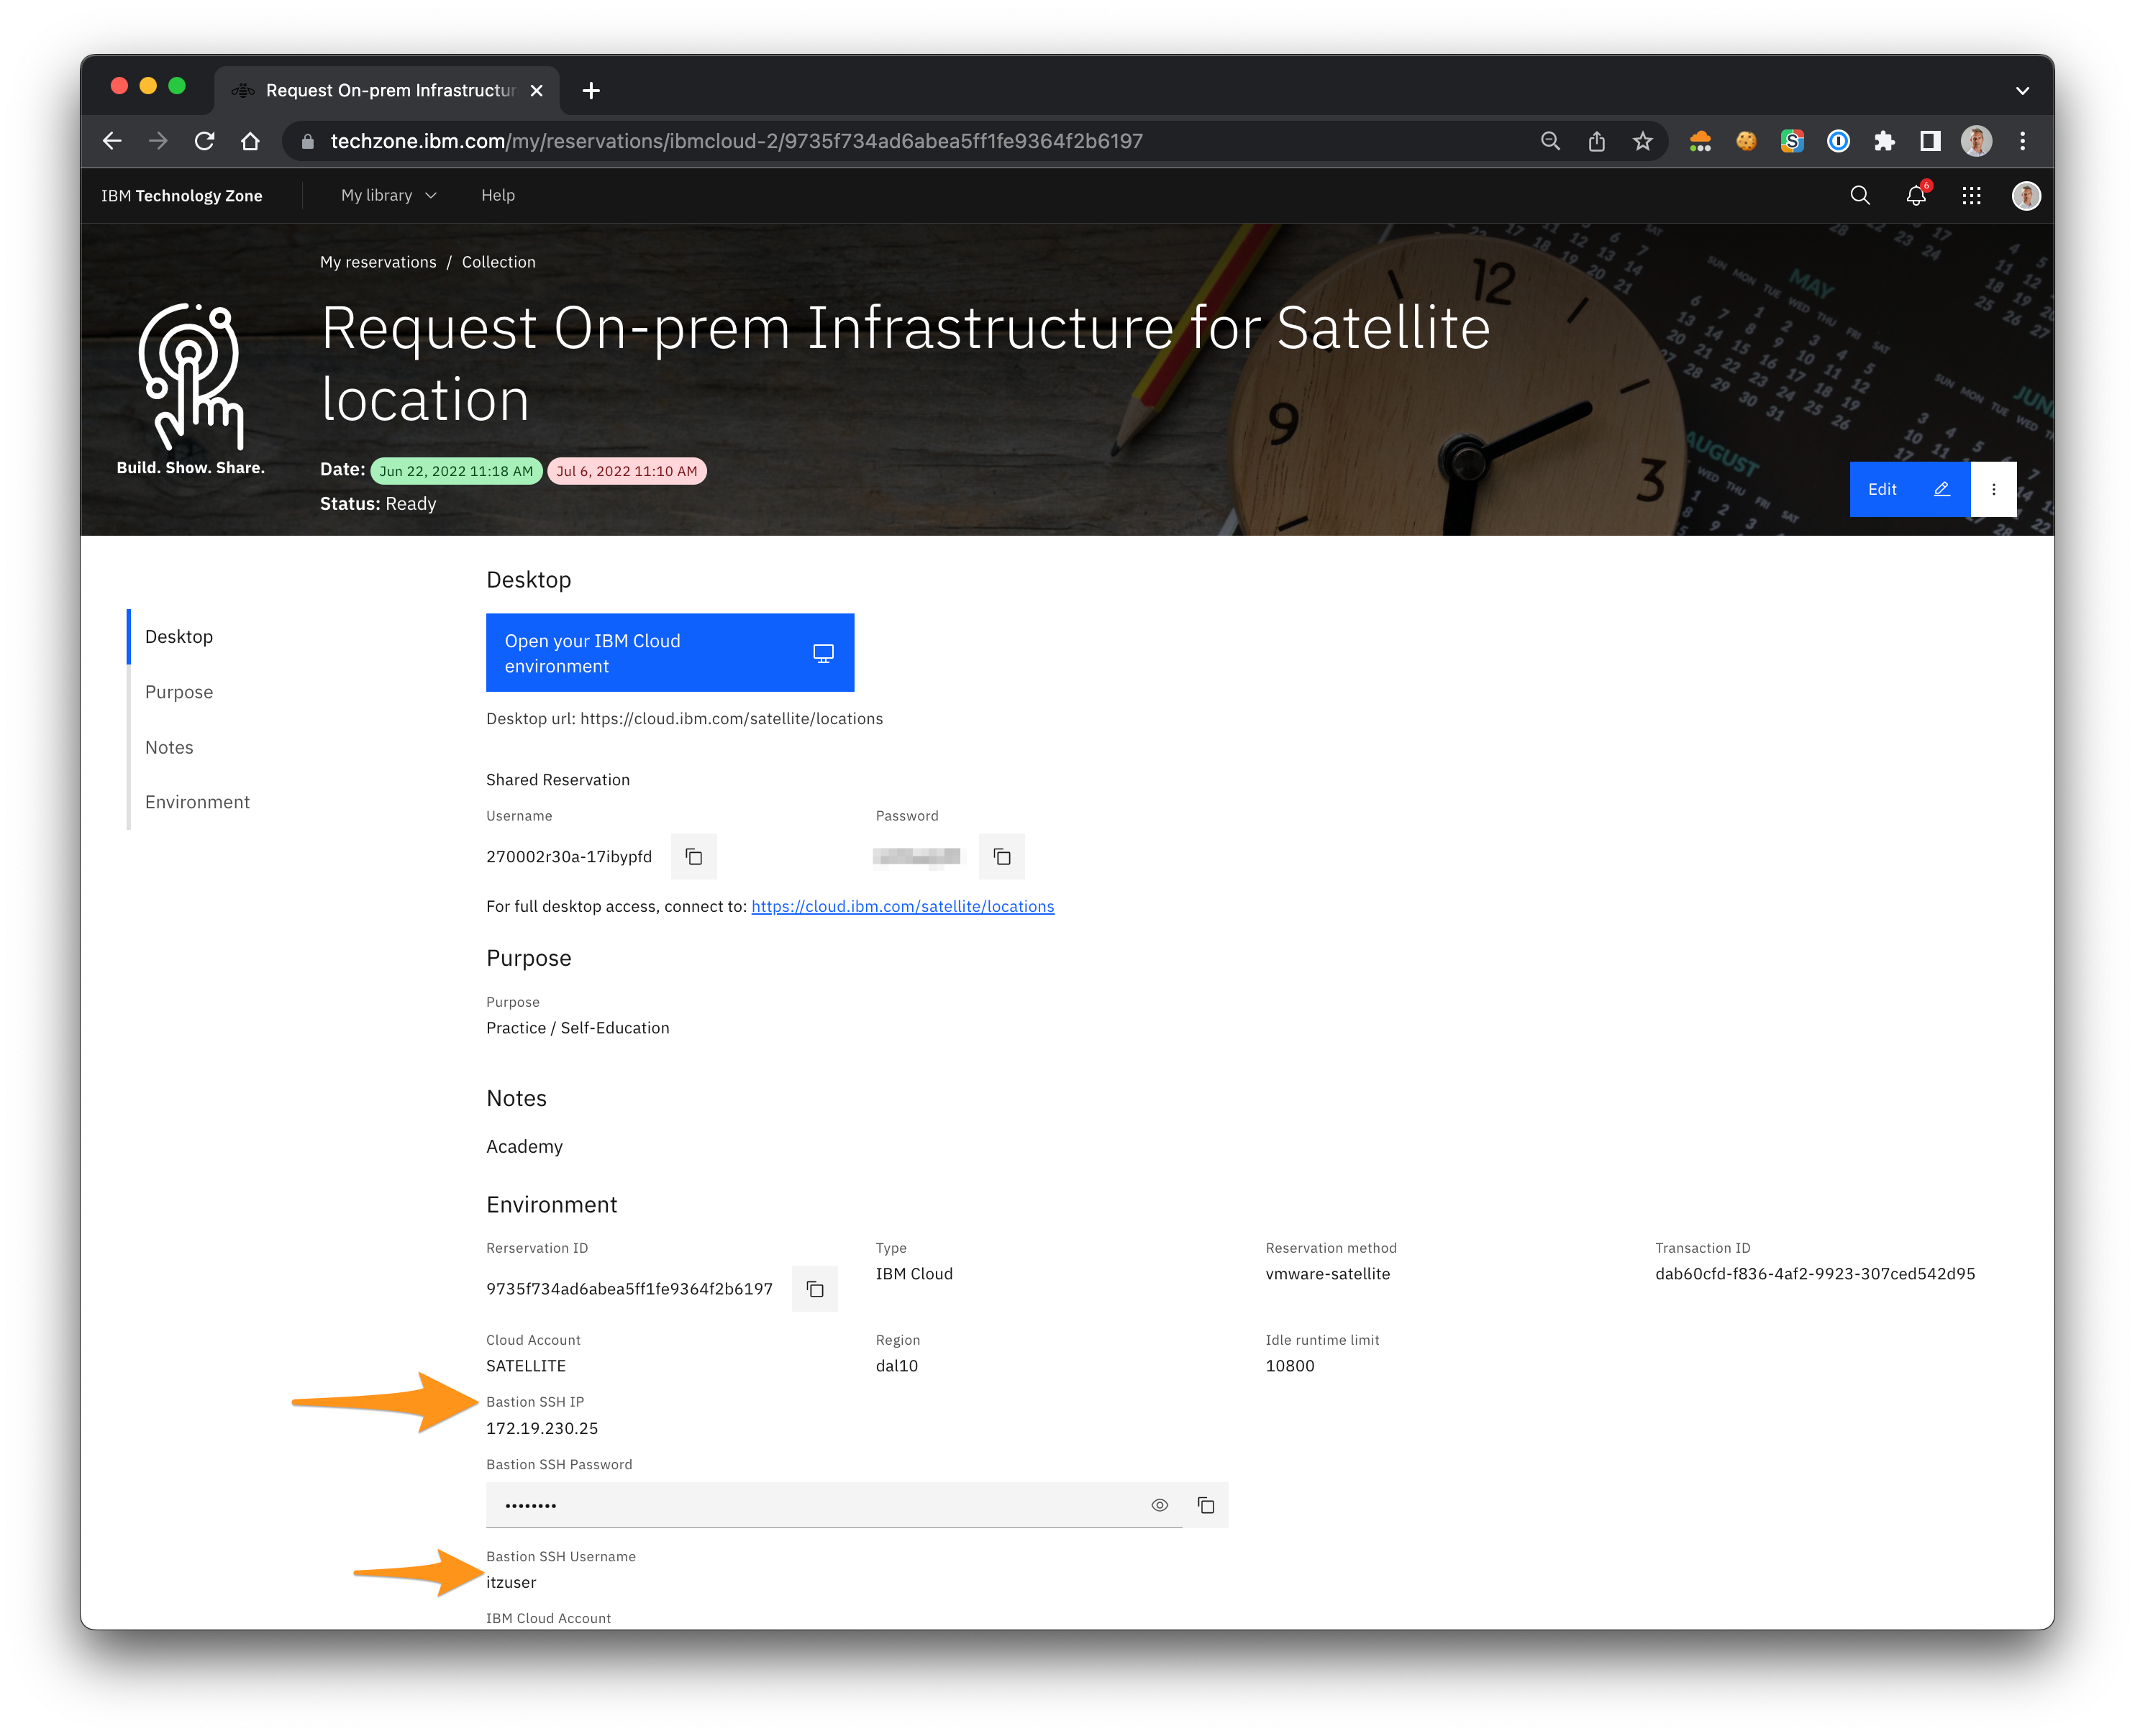 Request On-prem Infrastructur
techzone.ibm.com/my/reservations/ibmcloud-2/9735f734ad6abea5ff1fe9364f2b6197
IBM Technology Zone
My library
Help
6
My reservations / Collection
Request On-prem Infrastructure for Satellite
location
Build. Show. Share.
Date: Jun 22, 2022 11:18 AM Jul 6, 2022 11:10 AM
Status: Ready
12
9
3
MAY
JUN
AUGUST
Edit
Desktop
Purpose
Notes
Environment
Desktop
Open your IBM Cloud
environment
Desktop url: https://cloud.ibm.com/satellite/locations
Shared Reservation
Username Password
270002r30a-17ibypfd
For full desktop access, connect to: https://cloud.ibm.com/satellite/locations
Purpose
Purpose
Practice / Self-Education
Notes
Academy
Environment
Rerservation ID Type Reservation method Transaction ID
9735f734ad6abea5ff1fe9364f2b6197 IBM Cloud vmware-satellite dab60cfd-f836-4af2-9923-307ced542d95
Cloud Account Region Idle runtime limit
SATELLITE dal10 10800
Bastion SSH IP
172.19.230.25
Bastion SSH Password
••••••••
Bastion SSH Username
itzuser
IBM Cloud Account